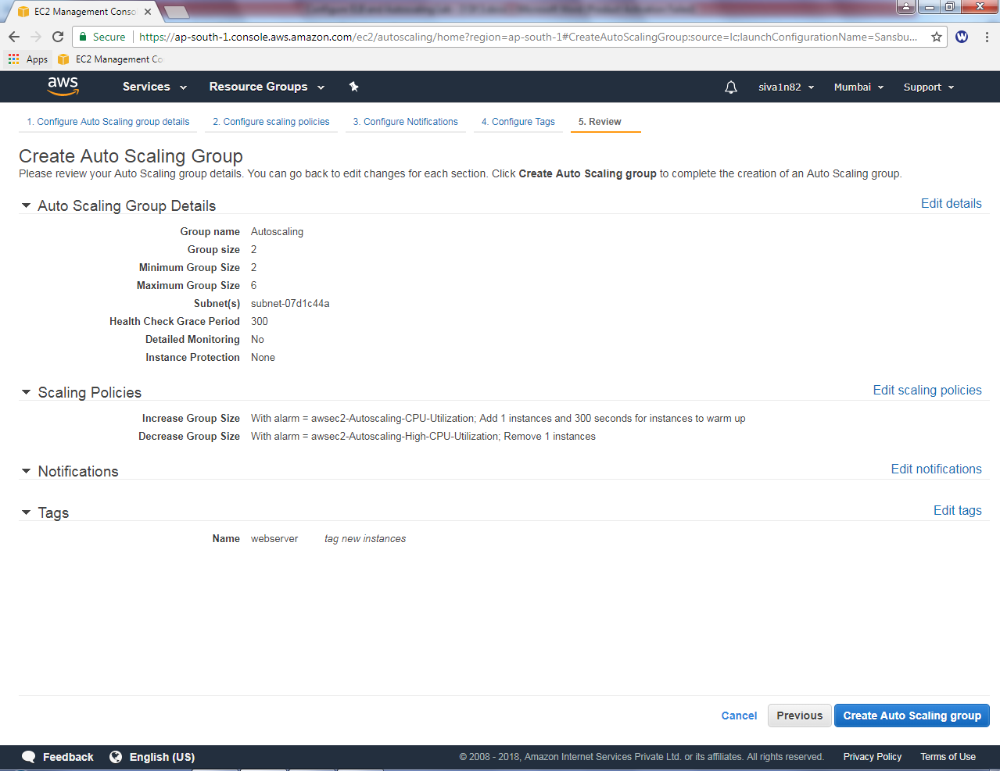 EC2 Management Conso
Secure https://ap-south-1.console.aws.amazon.com/ec2/autoscaling/home?region=ap-south-1#CreateAutoScalingGroup:source=lc;launchConfigurationName=Sansbu...
W
Apps EC2 Management Co
aws Services Resource Groups siva1n82 Mumbai Support
1. Configure Auto Scaling group details 2. Configure scaling policies 3. Configure Notifications 4. Configure Tags 5. Review
Create Auto Scaling Group
Please review your Auto Scaling group details. You can go back to edit changes for each section. Click Create Auto Scaling group to complete the creation of an Auto Scaling group.
Auto Scaling Group Details Edit details
Group name Autoscaling
Group size 2
Minimum Group Size 2
Maximum Group Size 6
Subnet(s) subnet-07d1c44a
Health Check Grace Period 300
Detailed Monitoring No
Instance Protection None
Scaling Policies Edit scaling policies
Increase Group Size With alarm = awsec2-Autoscaling-CPU-Utilization; Add 1 instances and 300 seconds for instances to warm up
Decrease Group Size With alarm = awsec2-Autoscaling-High-CPU-Utilization; Remove 1 instances
Notifications Edit notifications
Tags Edit tags
Name webserver tag new instances
Cancel Previous Create Auto Scaling group
Feedback English (US) © 2008 - 2018, Amazon Internet Services Private Ltd. or its affiliates. All rights reserved. Privacy Policy Terms of Use